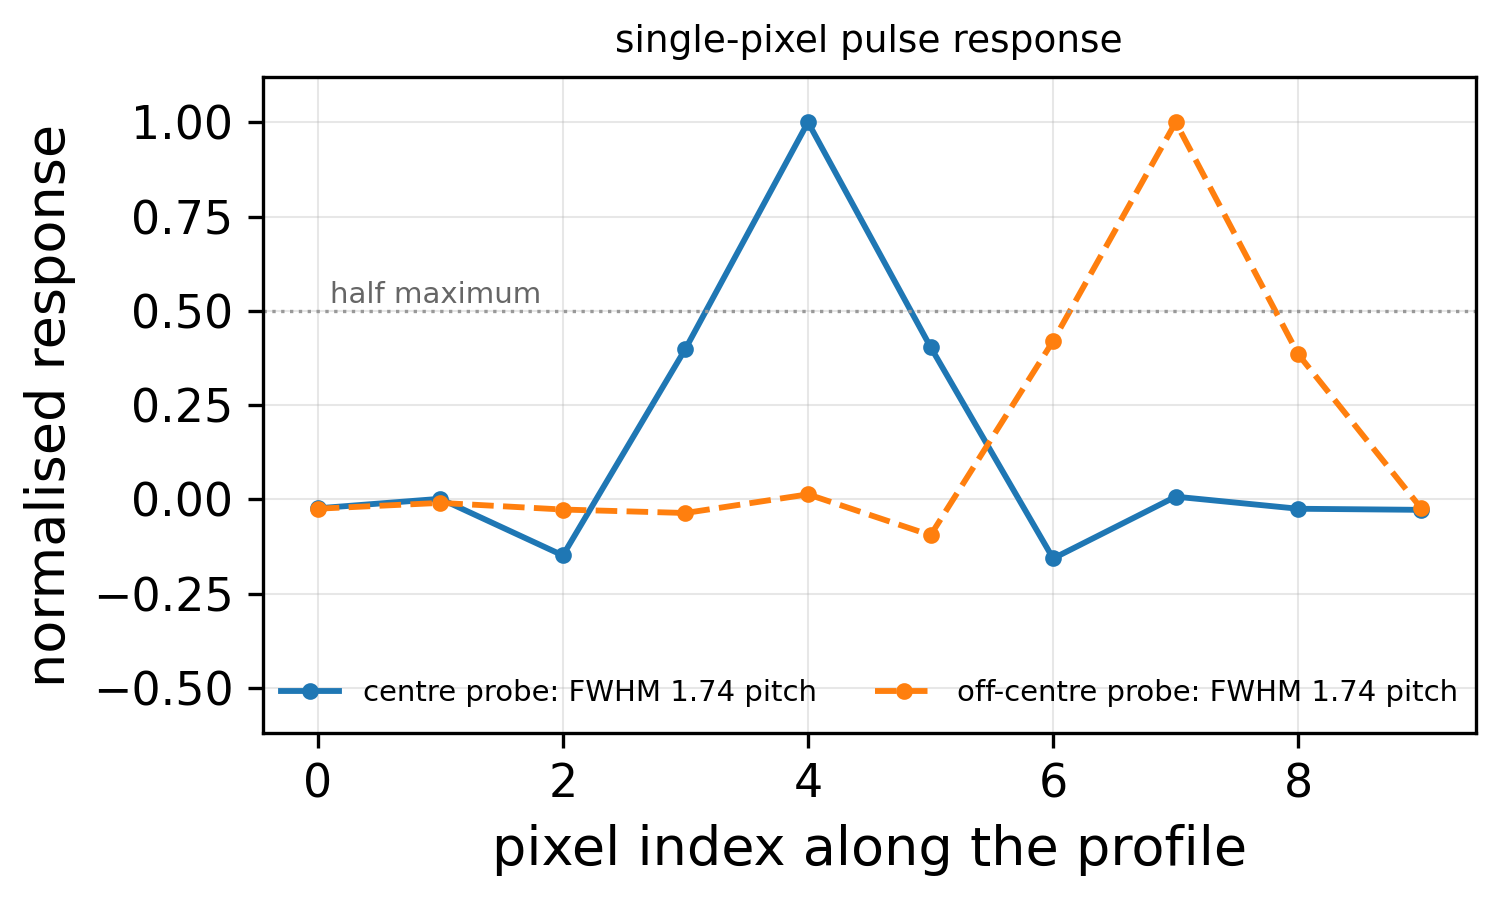 single-pixel pulse response
normalised response
1.00
0.75
0.50
0.25
0.00
−0.25
−0.50
half maximum
centre probe: FWHM 1.74 pitch
off-centre probe: FWHM 1.74 pitch
0 2 4 6 8
pixel index along the profile